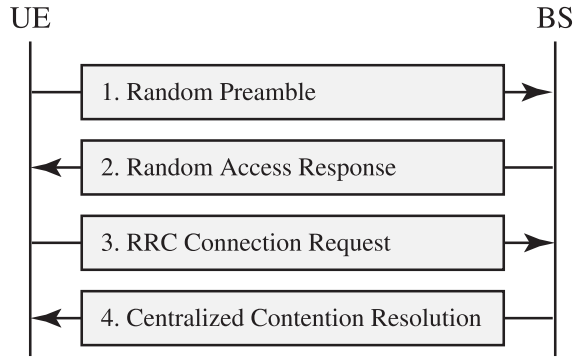 UE BS
1. Random Preamble
2. Random Access Response
3. RRC Connection Request
4. Centralized Contention Resolution